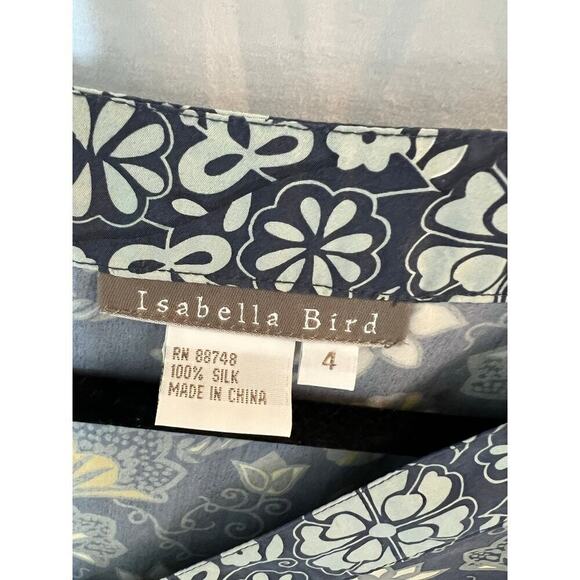 Isabella Bird
RN 88748
100% SILK
MADE IN CHINA
4